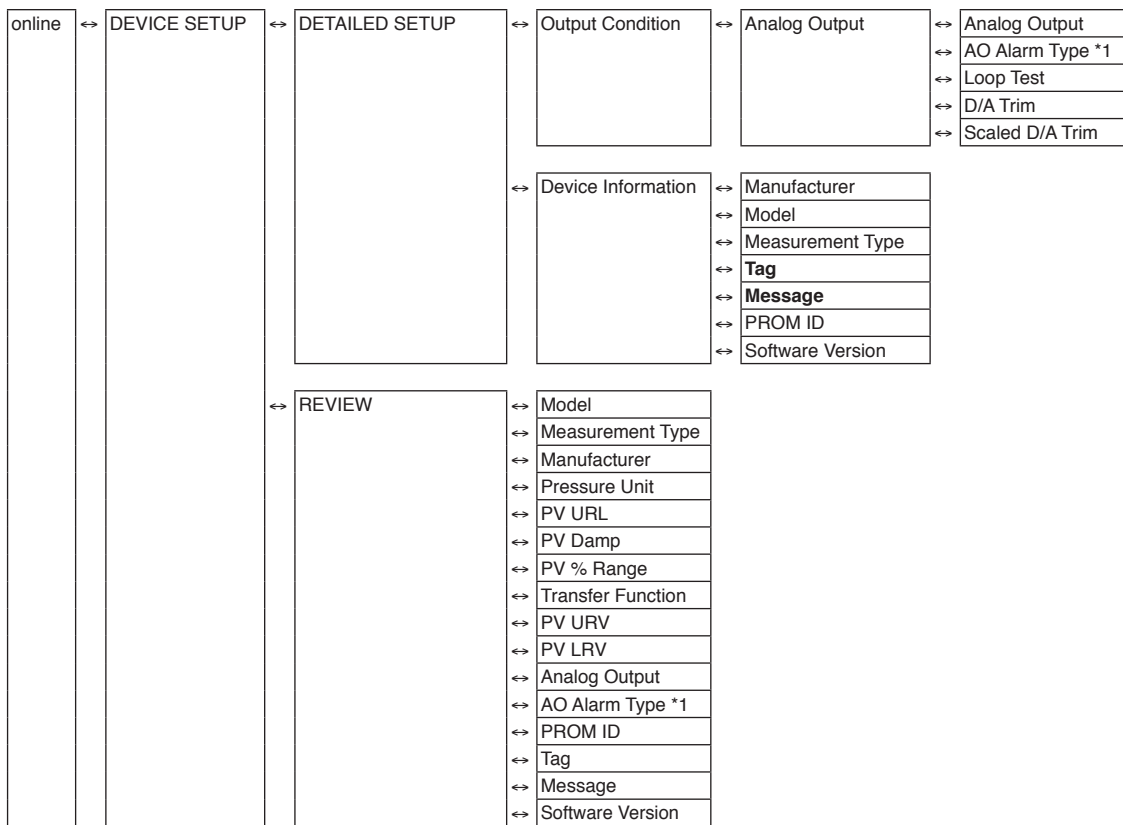 online ↔ DEVICE SETUP ↔ DETAILED SETUP ↔ Output Condition ↔ Analog Output ↔ Analog Output
↔ AO Alarm Type *1
↔ Loop Test
↔ D/A Trim
↔ Scaled D/A Trim
↔ Device Information ↔ Manufacturer
↔ Model
↔ Measurement Type
↔ Tag
↔ Message
↔ PROM ID
↔ Software Version
↔ REVIEW ↔ Model
↔ Measurement Type
↔ Manufacturer
↔ Pressure Unit
↔ PV URL
↔ PV Damp
↔ PV % Range
↔ Transfer Function
↔ PV URV
↔ PV LRV
↔ Analog Output
↔ AO Alarm Type *1
↔ PROM ID
↔ Tag
↔ Message
↔ Software Version